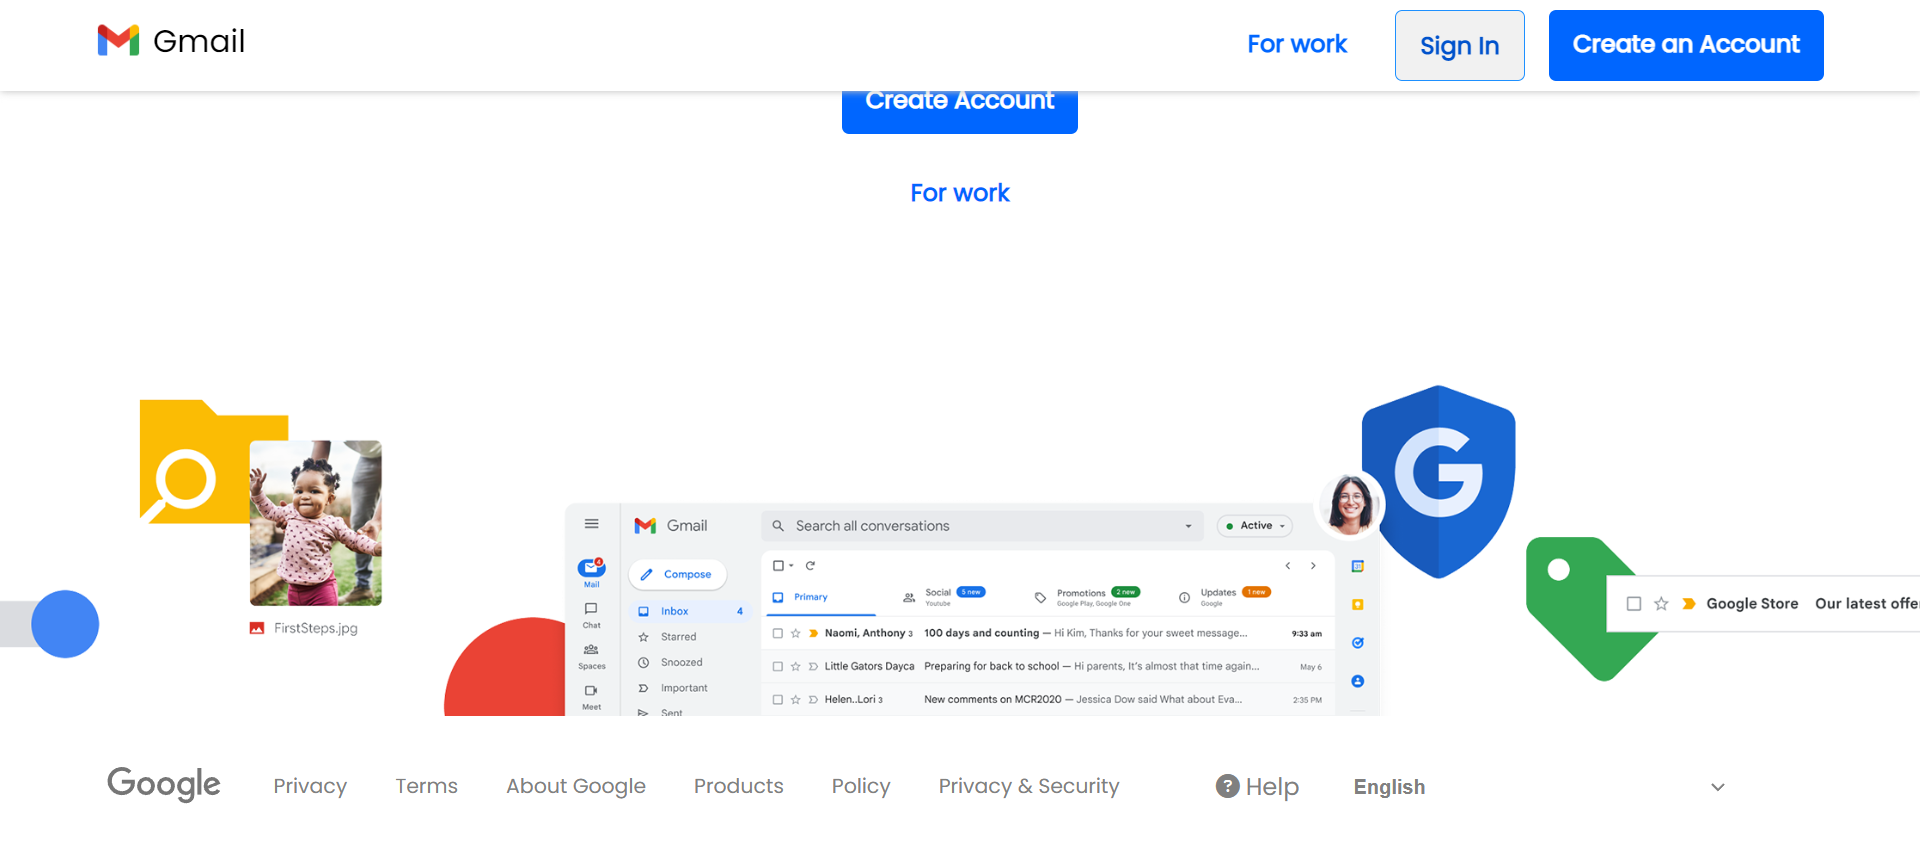 Gmail
For work
Sign In
Create an Account
Create Account
For work
G
Gmail
Search all conversations
Active
4
Mail
Compose
Primary
Social 5 new
Youtube
Promotions 2 new
Google Play, Google One
Updates 1 new
Google
Inbox 4
Chat
Starred
Naomi, Anthony 3 100 days and counting — Hi Kim, Thanks for your sweet message... 9:33 am
Spaces
Snoozed
Little Gators Dayca Preparing for back to school — Hi parents, It's almost that time again... May 6
Important
Meet
Helen..Lori 3 New comments on MCR2020 — Jessica Dow said What about Eva... 2:35 PM
Sent
FirstSteps.jpg
Google Store Our latest offe
Google
Privacy
Terms
About Google
Products
Policy
Privacy & Security
? Help
English